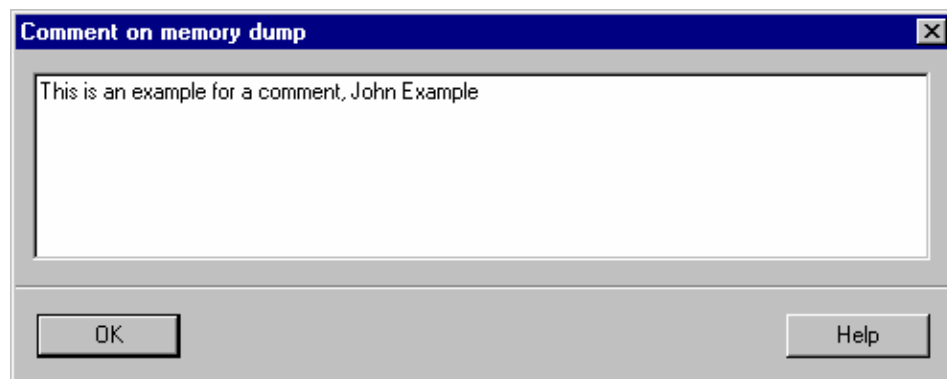 Comment on memory dump
This is an example for a comment, John Example
OK
Help